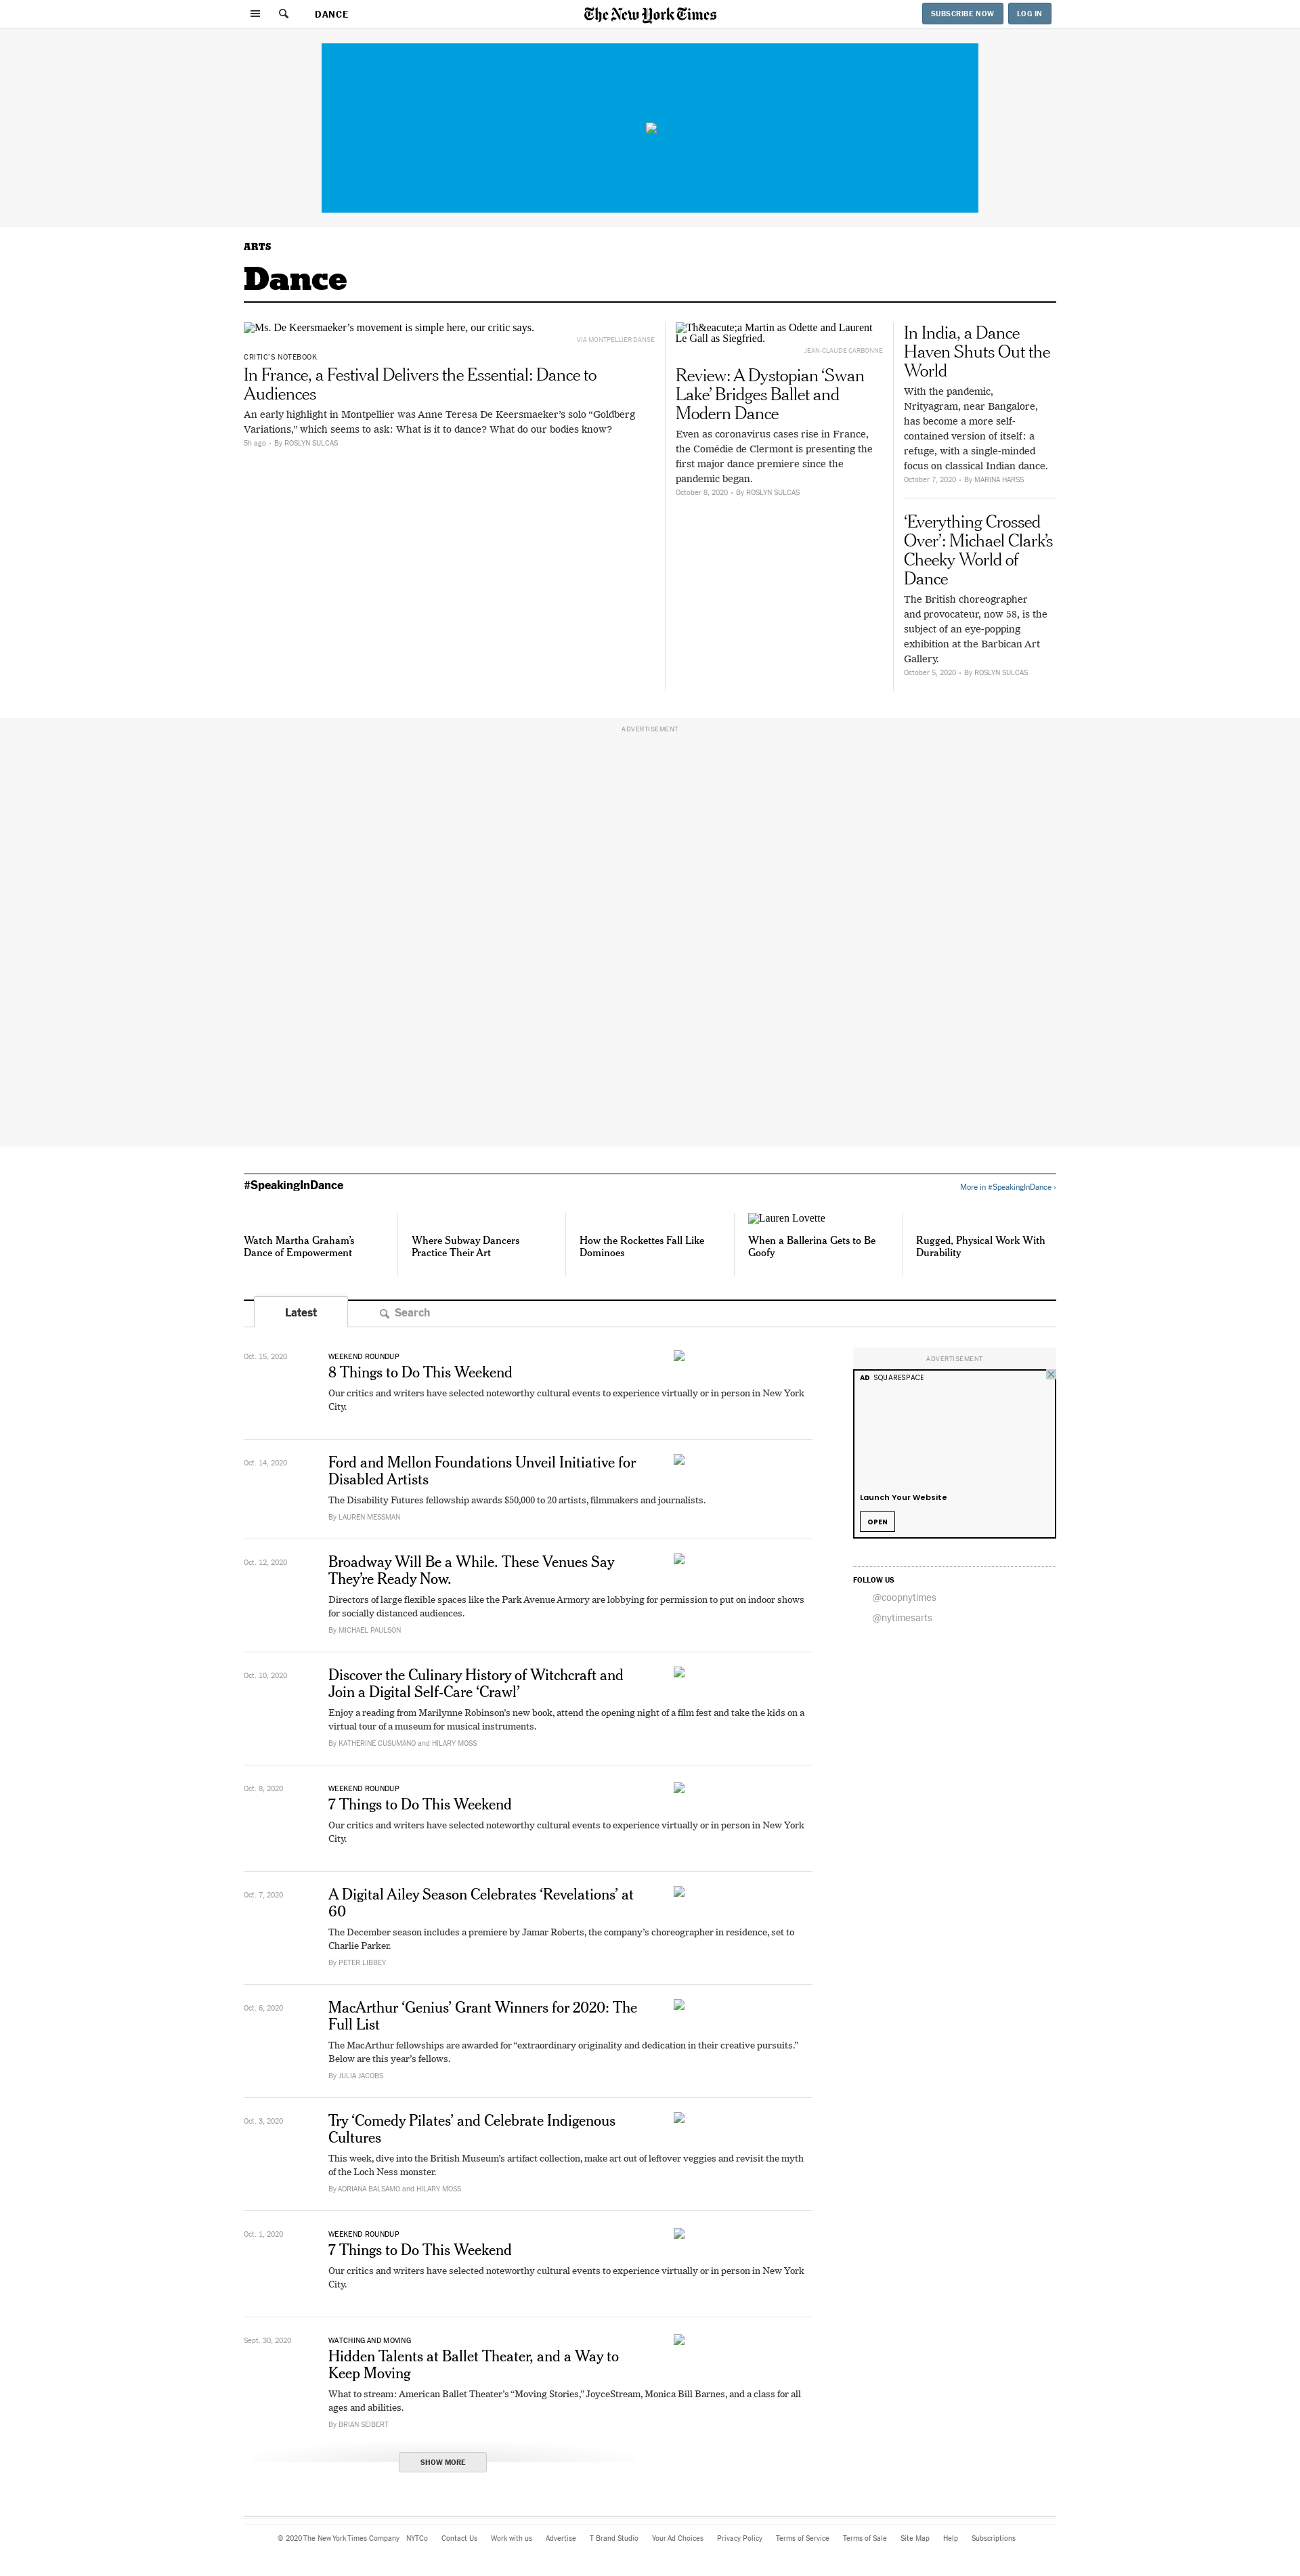 DANCE
The New York Times
SUBSCRIBE NOW
LOG IN
ARTS
Dance
Ms. De Keersmaeker’s movement is simple here, our critic says.
VIA MONTPELLIER DANSE
CRITIC’S NOTEBOOK
In France, a Festival Delivers the Essential: Dance to
Audiences
An early highlight in Montpellier was Anne Teresa De Keersmaeker’s solo “Goldberg
Variations,” which seems to ask: What is it to dance? What do our bodies know?
5h ago • By ROSLYN SULCAS
Th&eacute;a Martin as Odette and Laurent
Le Gall as Siegfried.
JEAN-CLAUDE CARBONNE
Review: A Dystopian ‘Swan
Lake’ Bridges Ballet and
Modern Dance
Even as coronavirus cases rise in France,
the Comédie de Clermont is presenting the
first major dance premiere since the
pandemic began.
October 8, 2020 • By ROSLYN SULCAS
In India, a Dance
Haven Shuts Out the
World
With the pandemic,
Nrityagram, near Bangalore,
has become a more self-
contained version of itself: a
refuge, with a single-minded
focus on classical Indian dance.
October 7, 2020 • By MARINA HARSS
‘Everything Crossed
Over’: Michael Clark’s
Cheeky World of
Dance
The British choreographer
and provocateur, now 58, is the
subject of an eye-popping
exhibition at the Barbican Art
Gallery.
October 5, 2020 • By ROSLYN SULCAS
ADVERTISEMENT
#SpeakingInDance
More in #SpeakingInDance ›
Watch Martha Graham’s
Dance of Empowerment
Where Subway Dancers
Practice Their Art
How the Rockettes Fall Like
Dominoes
Lauren Lovette
When a Ballerina Gets to Be
Goofy
Rugged, Physical Work With
Durability
Latest
Search
Oct. 15, 2020
WEEKEND ROUNDUP
8 Things to Do This Weekend
Our critics and writers have selected noteworthy cultural events to experience virtually or in person in New York
City.
Oct. 14, 2020
Ford and Mellon Foundations Unveil Initiative for
Disabled Artists
The Disability Futures fellowship awards $50,000 to 20 artists, filmmakers and journalists.
By LAUREN MESSMAN
Oct. 12, 2020
Broadway Will Be a While. These Venues Say
They’re Ready Now.
Directors of large flexible spaces like the Park Avenue Armory are lobbying for permission to put on indoor shows
for socially distanced audiences.
By MICHAEL PAULSON
Oct. 10, 2020
Discover the Culinary History of Witchcraft and
Join a Digital Self-Care ‘Crawl’
Enjoy a reading from Marilynne Robinson’s new book, attend the opening night of a film fest and take the kids on a
virtual tour of a museum for musical instruments.
By KATHERINE CUSUMANO and HILARY MOSS
Oct. 8, 2020
WEEKEND ROUNDUP
7 Things to Do This Weekend
Our critics and writers have selected noteworthy cultural events to experience virtually or in person in New York
City.
Oct. 7, 2020
A Digital Ailey Season Celebrates ‘Revelations’ at
60
The December season includes a premiere by Jamar Roberts, the company’s choreographer in residence, set to
Charlie Parker.
By PETER LIBBEY
Oct. 6, 2020
MacArthur ‘Genius’ Grant Winners for 2020: The
Full List
The MacArthur fellowships are awarded for “extraordinary originality and dedication in their creative pursuits.”
Below are this year’s fellows.
By JULIA JACOBS
Oct. 3, 2020
Try ‘Comedy Pilates’ and Celebrate Indigenous
Cultures
This week, dive into the British Museum’s artifact collection, make art out of leftover veggies and revisit the myth
of the Loch Ness monster.
By ADRIANA BALSAMO and HILARY MOSS
Oct. 1, 2020
WEEKEND ROUNDUP
7 Things to Do This Weekend
Our critics and writers have selected noteworthy cultural events to experience virtually or in person in New York
City.
Sept. 30, 2020
WATCHING AND MOVING
Hidden Talents at Ballet Theater, and a Way to
Keep Moving
What to stream: American Ballet Theater’s “Moving Stories,” JoyceStream, Monica Bill Barnes, and a class for all
ages and abilities.
By BRIAN SEIBERT
SHOW MORE
ADVERTISEMENT
AD SQUARESPACE
Launch Your Website
OPEN
FOLLOW US
@coopnytimes
@nytimesarts
© 2020 The New York Times Company NYTCo Contact Us Work with us Advertise T Brand Studio Your Ad Choices Privacy Policy Terms of Service Terms of Sale Site Map Help Subscriptions